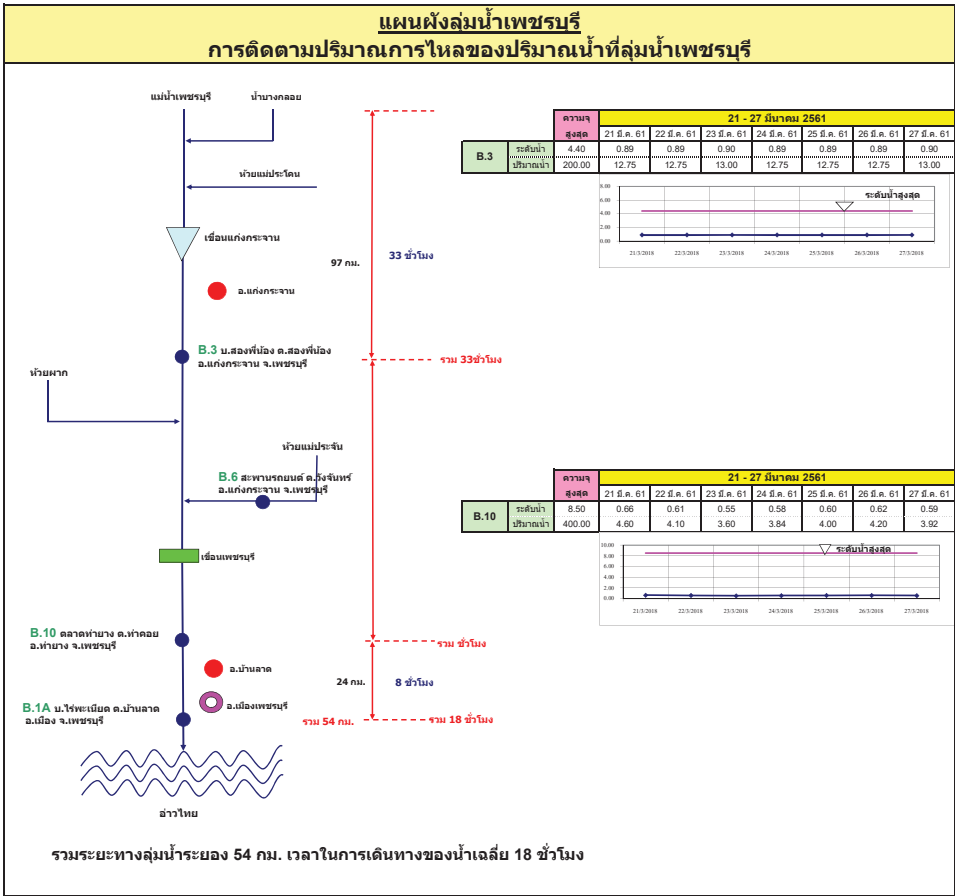 แผนผังลุ่มน้ำเพชรบุรี
การติดตามปริมาณการไหลของปริมาณน้ำที่ลุ่มน้ำเพชรบุรี
แม่น้ำเพชรบุรี
น้ำบางกลอย
ห้วยแม่ประโดน
เขื่อนแก่งกระจาน
97 กม.
33 ชั่วโมง
อ.แก่งกระจาน
B.3 บ.สองพี่น้อง ต.สองพี่น้อง
อ.แก่งกระจาน จ.เพชรบุรี
รวม 33ชั่วโมง
ห้วยผาก
ห้วยแม่ประจัน
B.6 สะพานรถยนต์ ต.วังจันทร์
อ.แก่งกระจาน จ.เพชรบุรี
เขื่อนเพชรบุรี
B.10 ตลาดท่ายาง ต.ท่าคอย
อ.ท่ายาง จ.เพชรบุรี
รวม ชั่วโมง
อ.บ้านลาด
24 กม.
8 ชั่วโมง
B.1A บ.ไร่พะเนียด ต.บ้านลาด
อ.เมือง จ.เพชรบุรี
อ.เมืองเพชรบุรี
รวม 54 กม.
รวม 18 ชั่วโมง
อ่าวไทย
ความจุ 21 - 27 มีนาคม 2561
สูงสุด 21 มี.ค. 61 22 มี.ค. 61 23 มี.ค. 61 24 มี.ค. 61 25 มี.ค. 61 26 มี.ค. 61 27 มี.ค. 61
B.3 ระดับน้ำ 4.40 0.89 0.89 0.90 0.89 0.89 0.89 0.90
ปริมาณน้ำ 200.00 12.75 12.75 13.00 12.75 12.75 12.75 13.00
8.00
ระดับน้ำสูงสุด
6.00
4.00
2.00
0.00
21/3/2018 22/3/2018 23/3/2018 24/3/2018 25/3/2018 26/3/2018 27/3/2018
ความจุ 21 - 27 มีนาคม 2561
สูงสุด 21 มี.ค. 61 22 มี.ค. 61 23 มี.ค. 61 24 มี.ค. 61 25 มี.ค. 61 26 มี.ค. 61 27 มี.ค. 61
B.10 ระดับน้ำ 8.50 0.66 0.61 0.55 0.58 0.60 0.62 0.59
ปริมาณน้ำ 400.00 4.60 4.10 3.60 3.84 4.00 4.20 3.92
10.00
ระดับน้ำสูงสุด
8.00
6.00
4.00
2.00
0.00
21/3/2018 22/3/2018 23/3/2018 24/3/2018 25/3/2018 26/3/2018 27/3/2018
รวมระยะทางลุ่มน้ำระยอง 54 กม. เวลาในการเดินทางของน้ำเฉลี่ย 18 ชั่วโมง